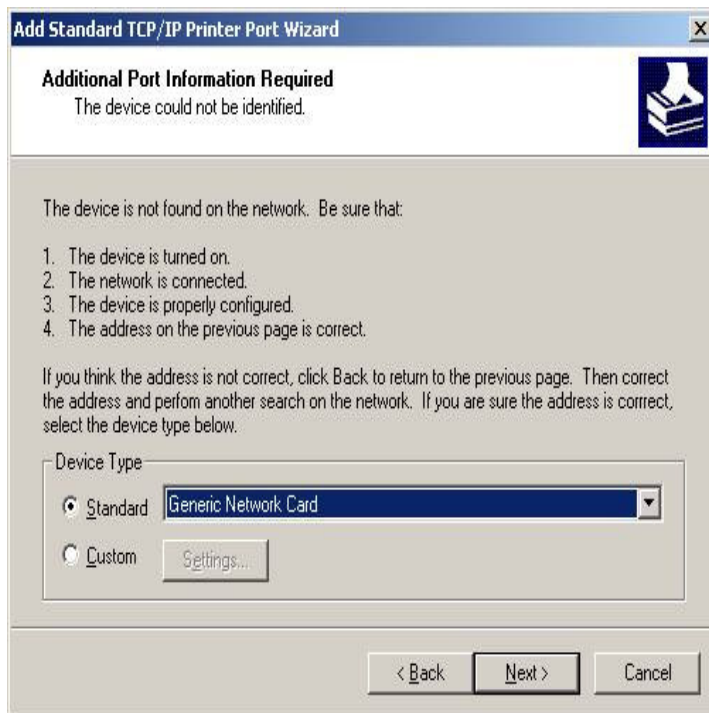 Add Standard TCP/IP Printer Port Wizard
Additional Port Information Required
The device could not be identified.
The device is not found on the network. Be sure that:
1. The device is turned on.
2. The network is connected.
3. The device is properly configured.
4. The address on the previous page is correct.
If you think the address is not correct, click Back to return to the previous page. Then correct
the address and perfom another search on the network. If you are sure the address is corrrect,
select the device type below.
Device Type
Standard Generic Network Card
Custom Settings...
< Back Next > Cancel